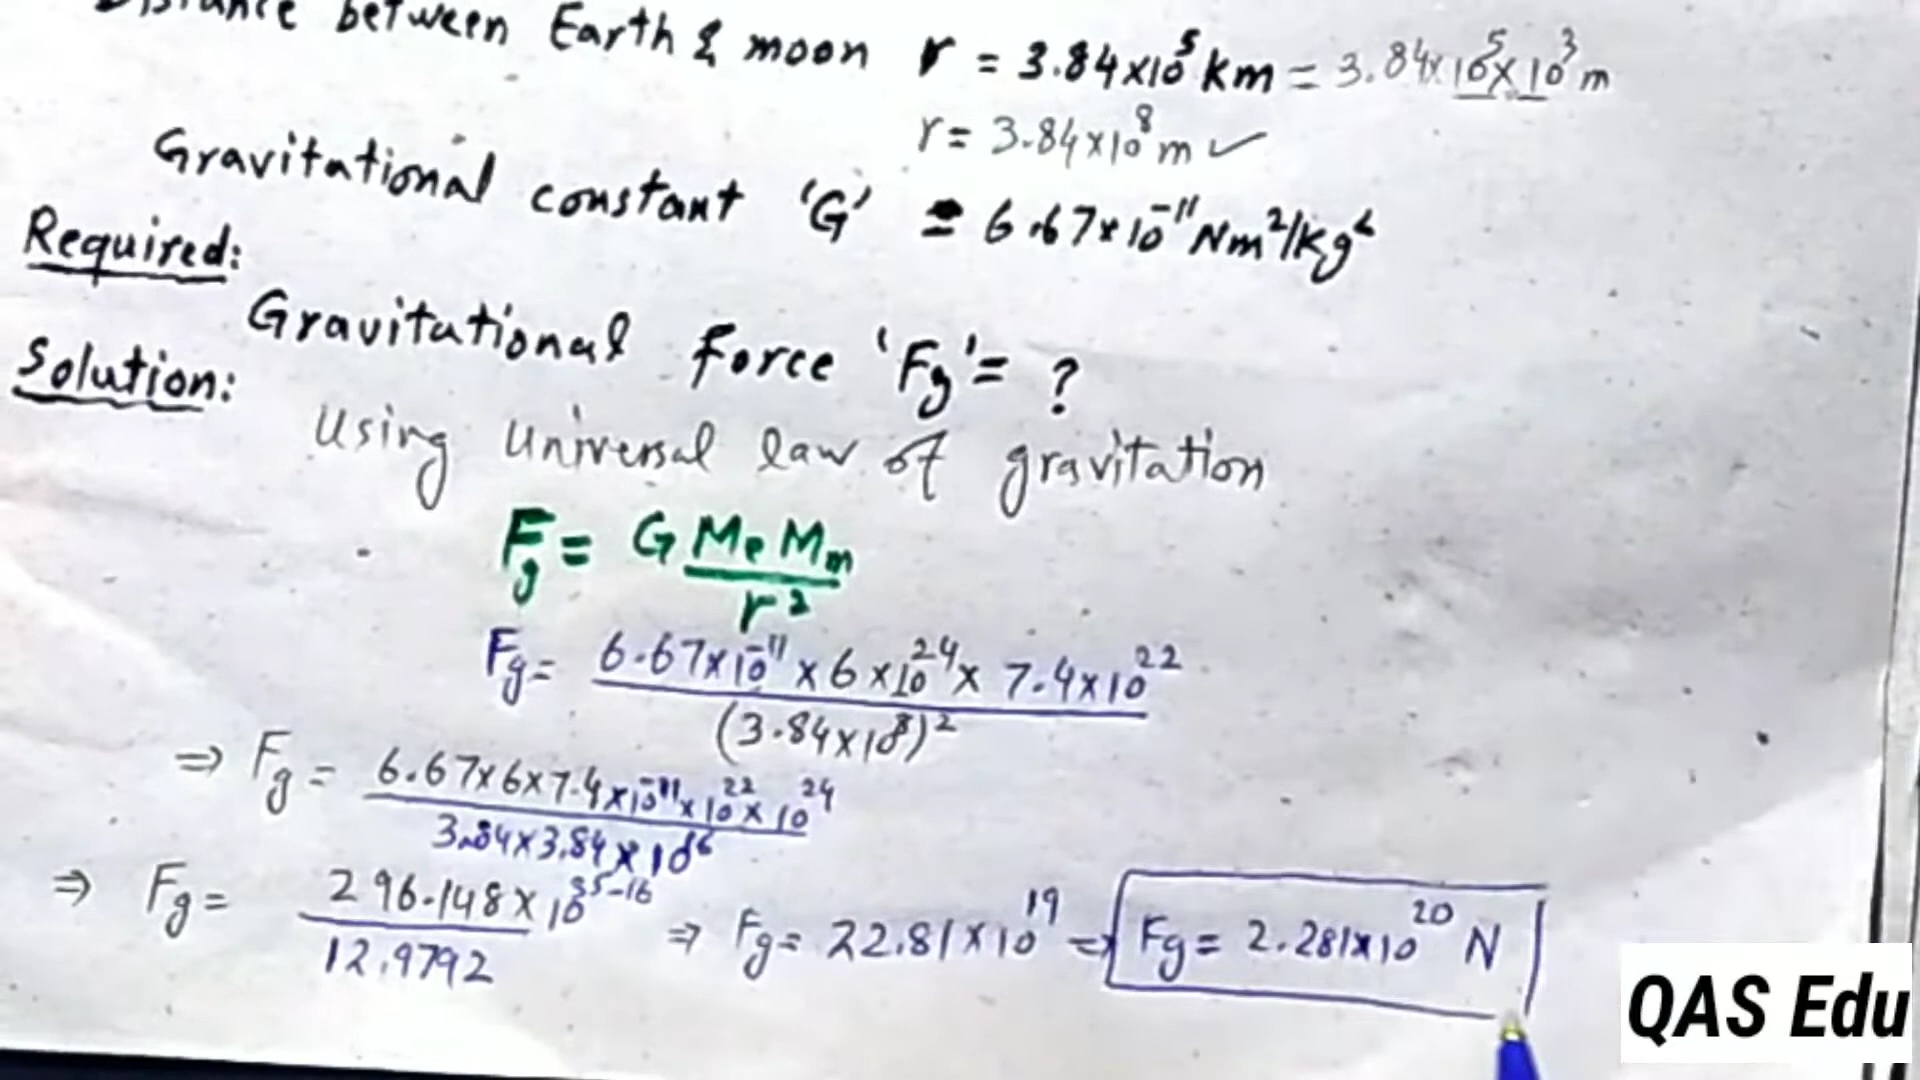 Distance between Earth & moon r = 3.84×10⁵ km = 3.84×10⁵×10³ m
r = 3.84×10⁸ m ✓
Gravitational constant 'G' = 6.67×10⁻¹¹ Nm²/kg²
Required:
Gravitational Force 'Fg' = ?
Solution:
Using Universal law of gravitation
Fg = G Me Mm / r²
Fg = 6.67×10⁻¹¹ × 6×10²⁴ × 7.4×10²² / (3.84×10⁸)²
⇒ Fg = 6.67×6×7.4×10⁻¹¹×10²²×10²⁴ / 3.84×3.84×10¹⁶
⇒ Fg = 296.148×10³⁵⁻¹⁶ / 12.9792 ⇒ Fg = 22.81×10¹⁹ ⇒ Fg = 2.281×10²⁰ N
QAS Edu